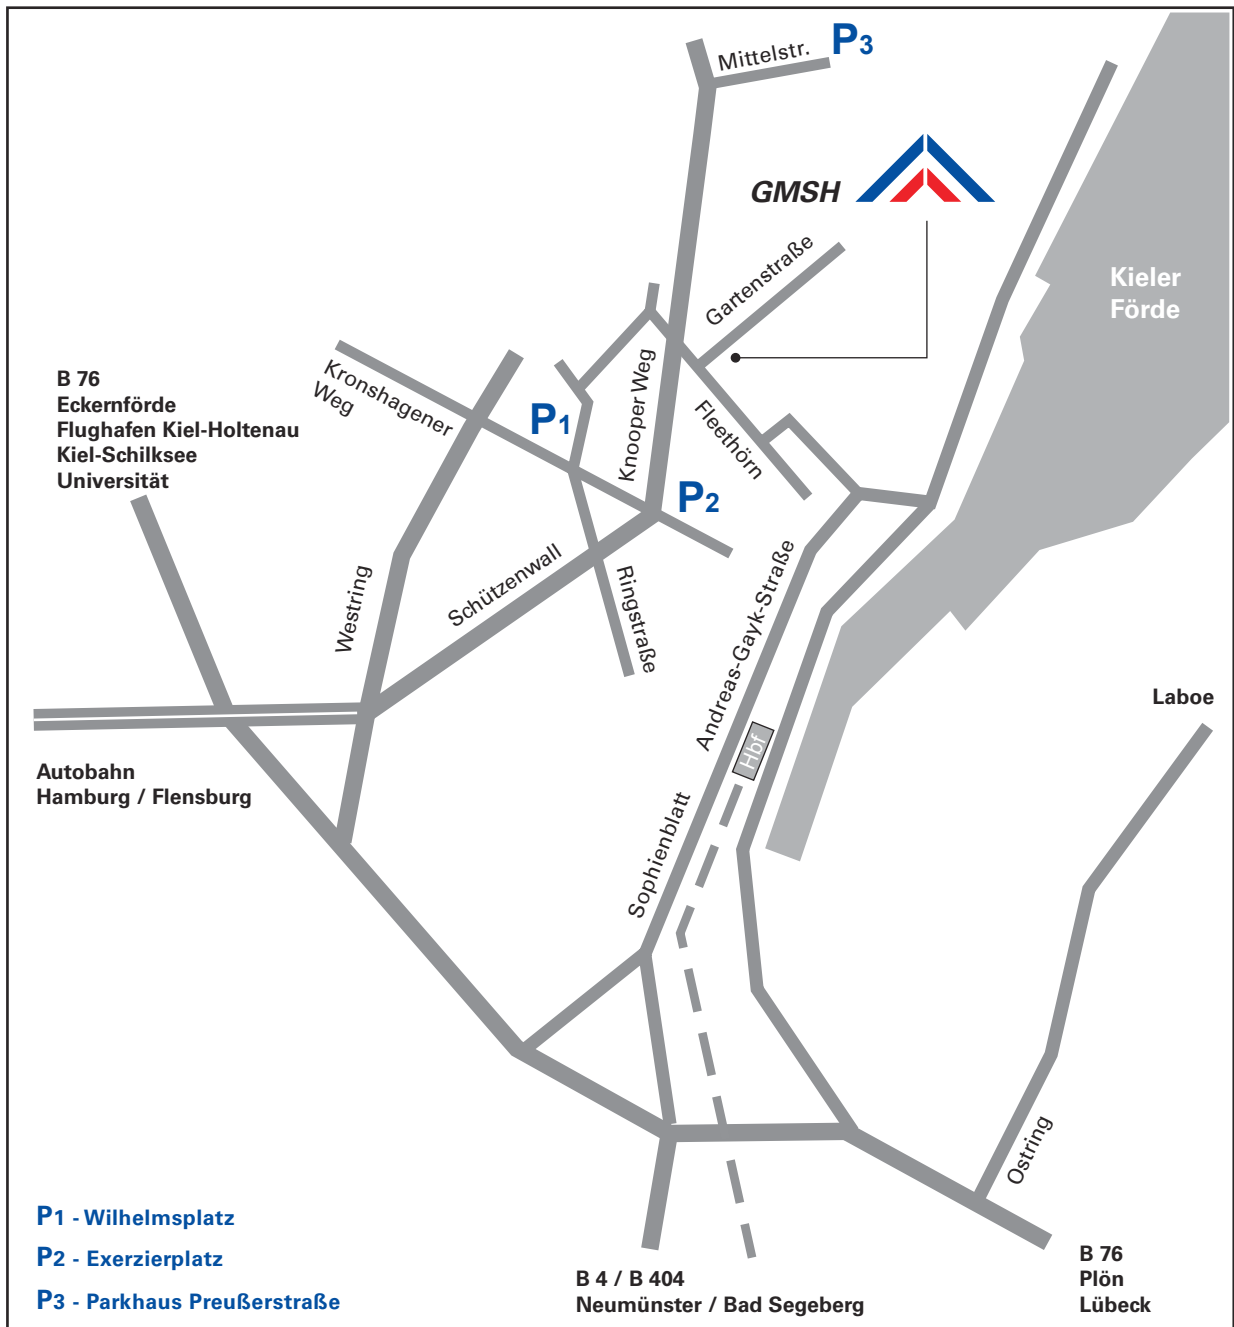 Mittelstr.
P3
GMSH
Gartenstraße
Kieler
Förde
B 76
Eckernförde
Flughafen Kiel-Holtenau
Kiel-Schilksee
Universität
Kronshagener
Weg
P1
Knooper Weg
Fleethörn
P2
Westring
Schützenwall
Ringstraße
Andreas-Gayk-Straße
Hbf
Laboe
Autobahn
Hamburg / Flensburg
Sophienblatt
Ostring
P1 - Wilhelmsplatz
P2 - Exerzierplatz
P3 - Parkhaus Preußerstraße
B 4 / B 404
Neumünster / Bad Segeberg
B 76
Plön
Lübeck